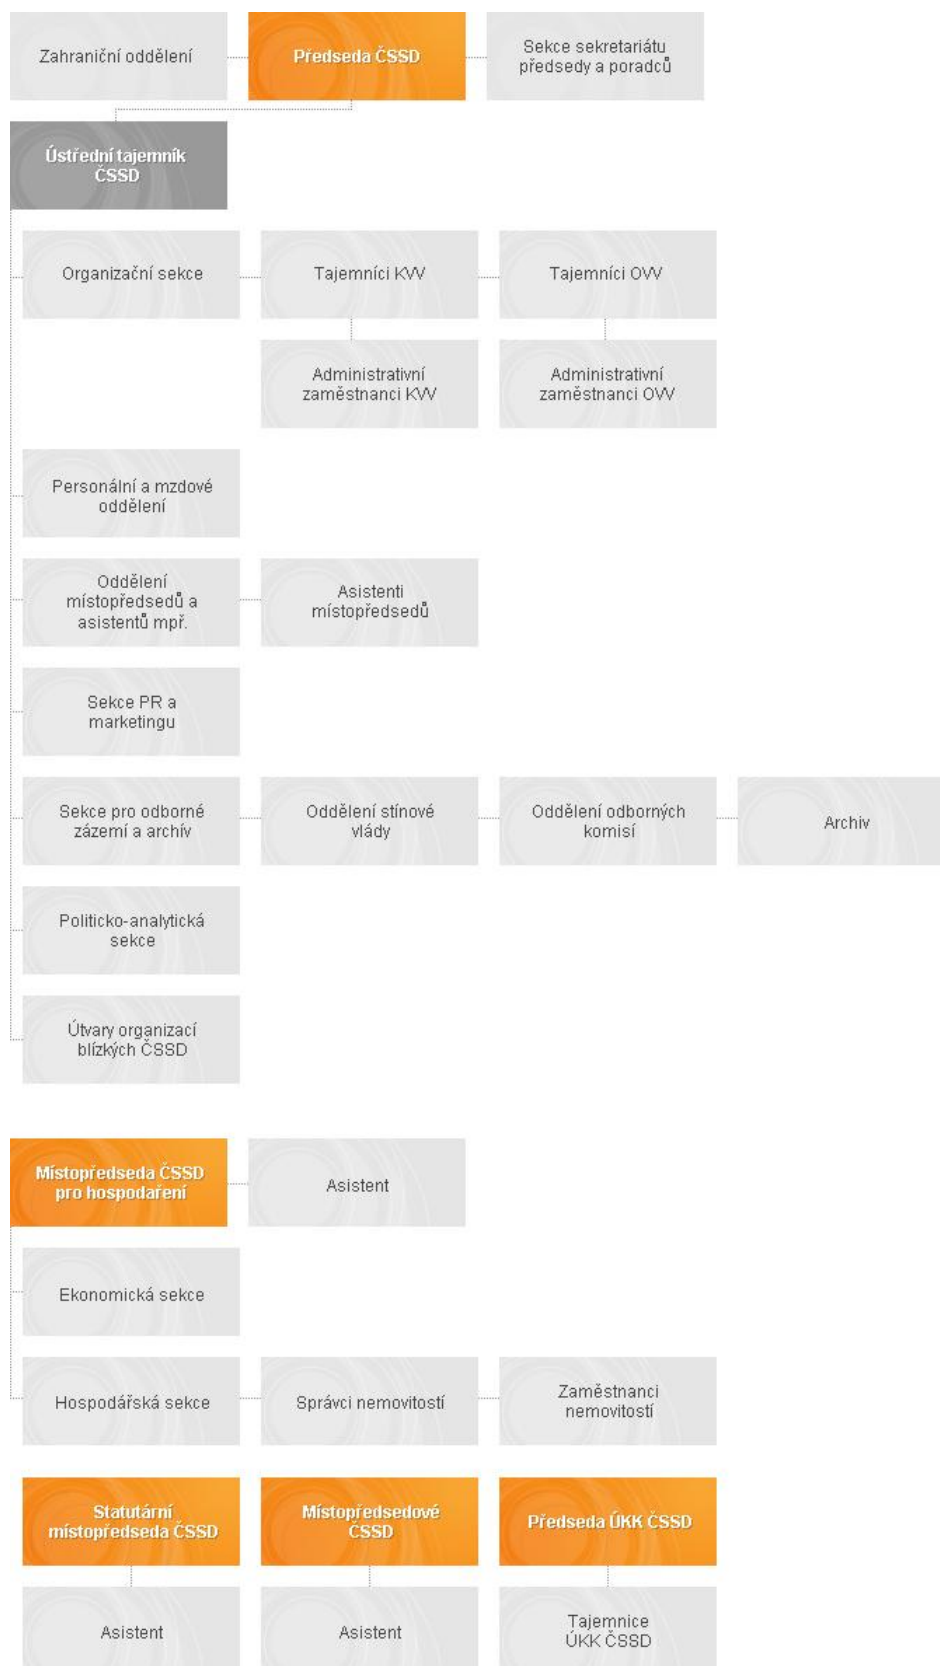 Zahraniční oddělení
Předseda ČSSD
Sekce sekretariátu
předsedy a poradců
Ústřední tajemník
ČSSD
Organizační sekce
Tajemníci KVV
Tajemníci OVV
Administrativní
zaměstnanci KVV
Administrativní
zaměstnanci OVV
Personální a mzdové
oddělení
Oddělení
místopředsedů a
asistentů mpř.
Asistenti
místopředsedů
Sekce PR a
marketingu
Sekce pro odborné
zázemí a archív
Oddělení stínové
vlády
Oddělení odborných
komisí
Archiv
Politicko-analytická
sekce
Útvary organizací
blízkých ČSSD
Místopředseda ČSSD
pro hospodaření
Asistent
Ekonomická sekce
Hospodářská sekce
Správci nemovitostí
Zaměstnanci
nemovitostí
Statutární
místopředseda ČSSD
Místopředsedové
ČSSD
Předseda ÚKK ČSSD
Asistent
Asistent
Tajemnice
ÚKK ČSSD